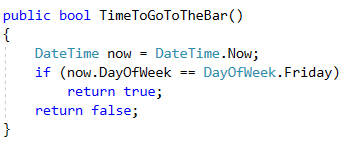 public bool TimeToGoToTheBar()
{
    DateTime now = DateTime.Now;
    if (now.DayOfWeek == DayOfWeek.Friday)
        return true;
    return false;
}